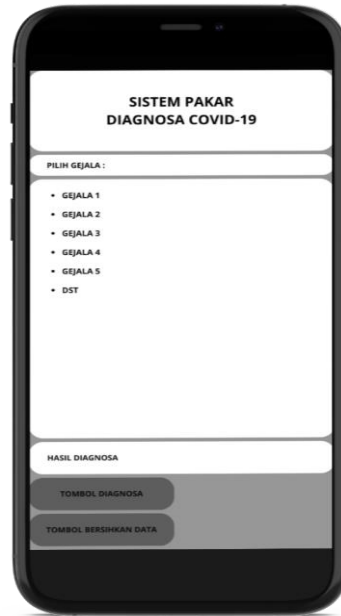 SISTEM PAKAR
DIAGNOSA COVID-19
PILIH GEJALA :
• GEJALA 1
• GEJALA 2
• GEJALA 3
• GEJALA 4
• GEJALA 5
• DST
HASIL DIAGNOSA
TOMBOL DIAGNOSA
TOMBOL BERSIHKAN DATA